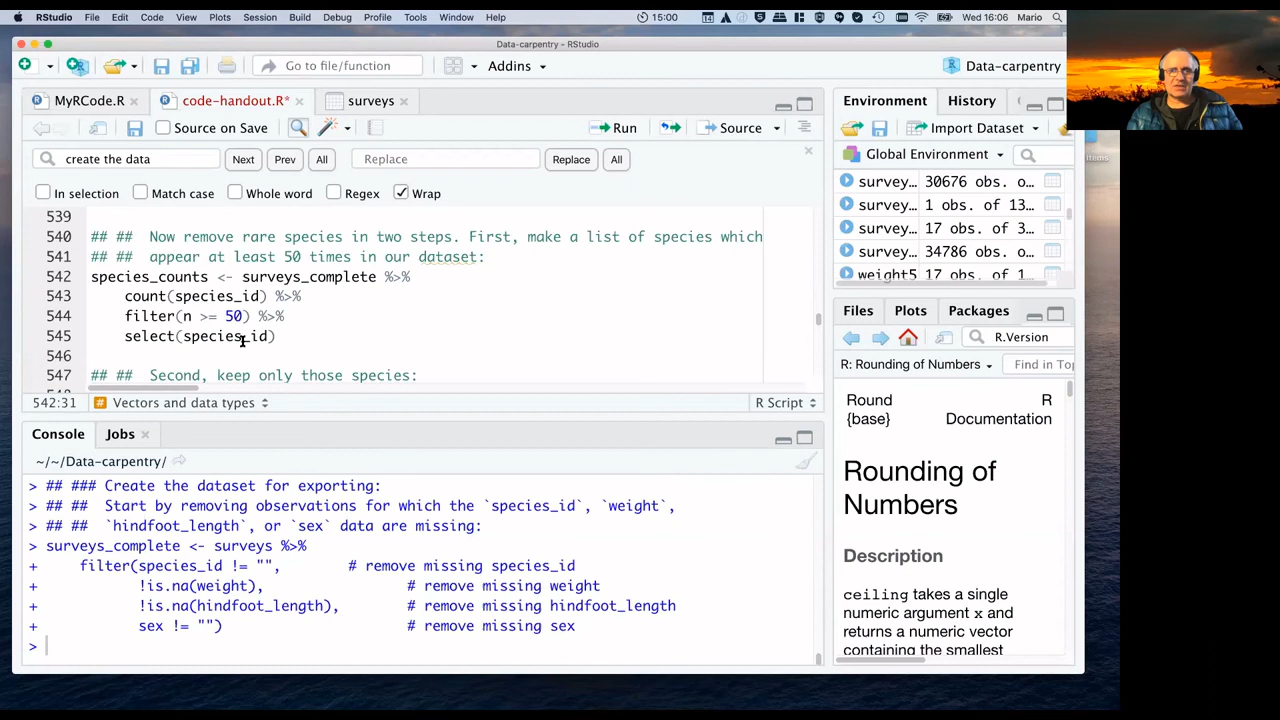 RStudio File Edit Code View Plots Session Build Debug Profile Tools Window Help 15:00 14 Wed 16:06 Mario
Data-carpentry - RStudio
Go to file/function Addins Data-carpentry
MyRCode.R code-handout.R* surveys
Source on Save Run Source
create the data Next Prev All Replace Replace All
In selection Match case Whole word Regex Wrap
539
540 ## ## Now remove rare species in two steps. First, make a list of species which
541 ## ## appear at least 50 times in our dataset:
542 species_counts <- surveys_complete %>%
543 count(species_id) %>%
544 filter(n >= 50) %>%
545 select(species_id)
546
547 ## ## Second, keep only those species:
542:31 # Vectors and data types R Script
Console Jobs
~/~/Data-carpentry/
> ## ### Create the dataset for exporting:
> ## ## Start by removing observations for which the `species_id`, `weight`,
> ## ## `hindfoot_length`, or `sex` data are missing:
> surveys_complete <- surveys %>%
+ filter(species_id != "", # remove missing species_id
+ !is.na(weight), # remove missing weight
+ !is.na(hindfoot_length), # remove missing hindfoot_length
+ sex != "") # remove missing sex
>
Environment History
Import Dataset
Global Environment
survey… 30676 obs. o…
survey… 1 obs. of 13…
survey… 17 obs. of 3…
survey… 34786 obs. o…
weight5 17 obs. of 1…
Files Plots Packages
R.Version
R: Rounding of Numbers Find in Top
Round {base} R Documentation
Rounding of
Numbers
Description
ceiling takes a single
numeric argument x and
returns a numeric vector
containing the smallest
items